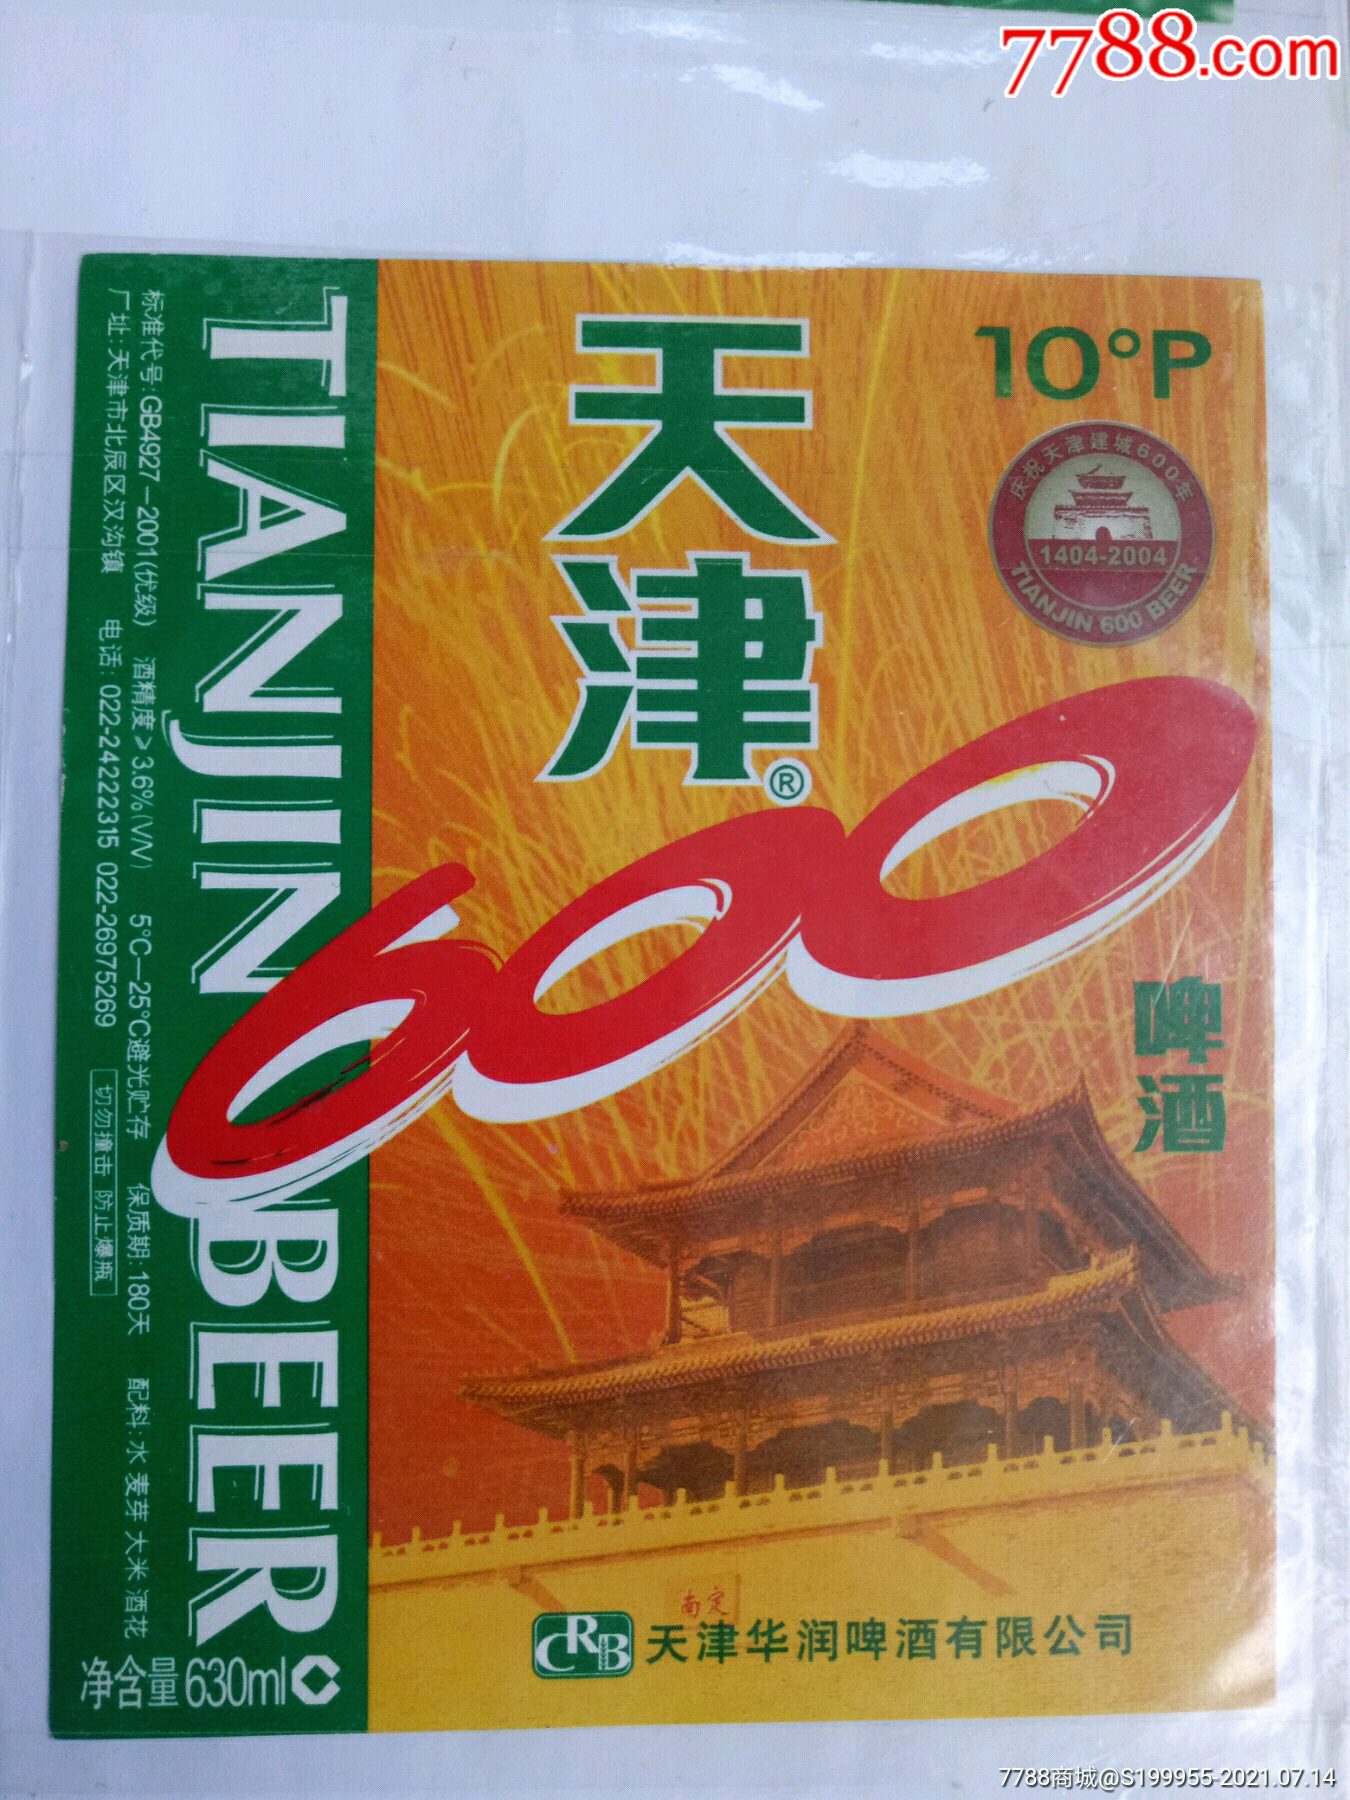 7788.com
10°P
天津®
庆祝天津建城600年
1404-2004
TIANJIN 600 BEER
600
啤酒
TIANJIN BEER
标准代号:GB4927—2001(优级) 酒精度≥3.6%(V/V) 5°C—25°C避光贮存 保质期:180天 配料:水 麦芽 大米 酒花
厂址:天津市北辰区汉沟镇 电话:022-24222315 022-26975269 切勿撞击 防止爆瓶
净含量630ml
南定
CRB 天津华润啤酒有限公司
7788商城@S199955-2021.07.14